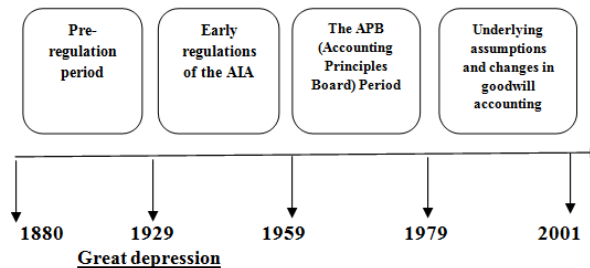 Pre-
regulation
period
Early
regulations
of the AIA
The APB
(Accounting
Principles
Board) Period
Underlying
assumptions
and changes in
goodwill
accounting
1880 1929 1959 1979 2001
Great depression